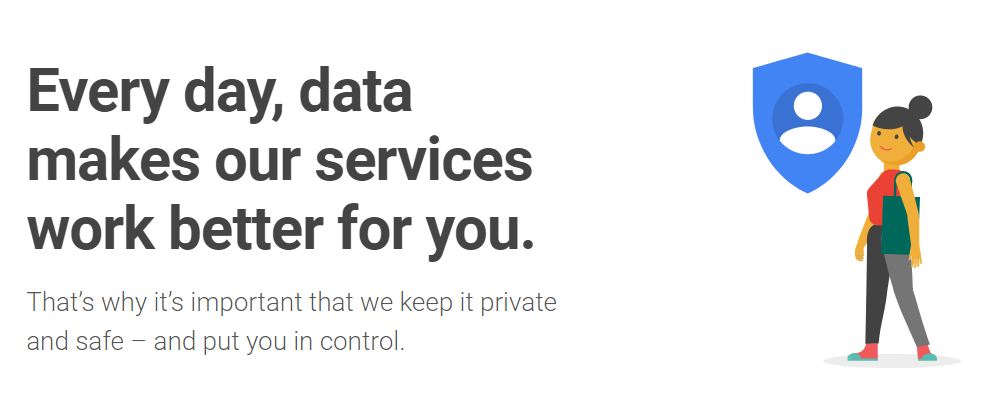 Every day, data
makes our services
work better for you.
That’s why it’s important that we keep it private
and safe – and put you in control.